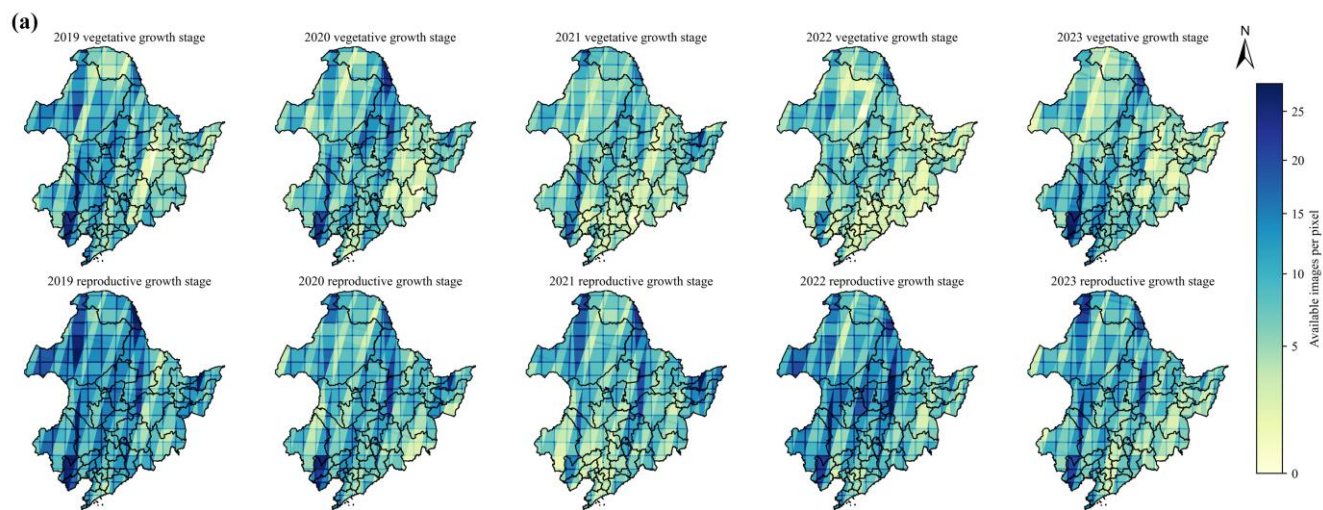 (a)
2019 vegetative growth stage
2020 vegetative growth stage
2021 vegetative growth stage
2022 vegetative growth stage
2023 vegetative growth stage
N
2019 reproductive growth stage
2020 reproductive growth stage
2021 reproductive growth stage
2022 reproductive growth stage
2023 reproductive growth stage
25
20
15
10
5
0
Available images per pixel